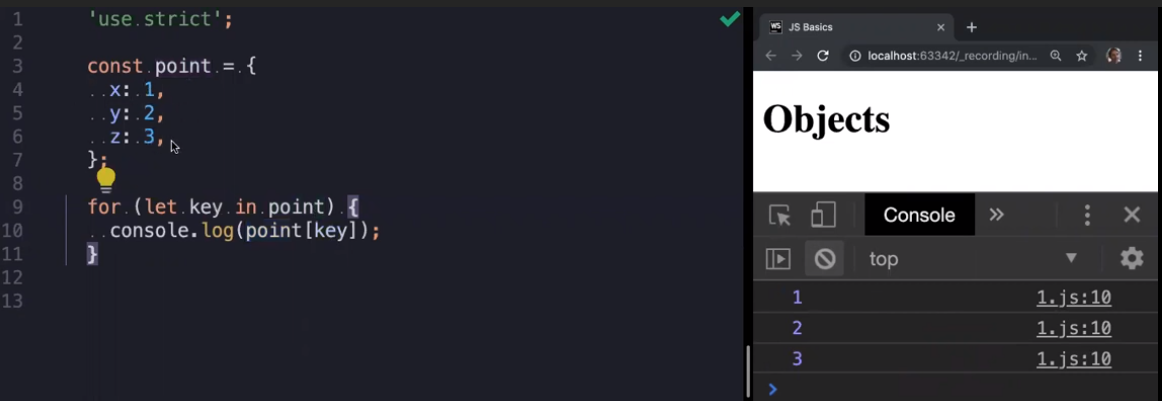 1 'use strict';
2
3 const point = {
4 x: 1,
5 y: 2,
6 z: 3,
7 };
8
9 for (let key in point) {
10 console.log(point[key]);
11 }
12
13
WS JS Basics × +
localhost:63342/_recording/in...
Objects
Console »
top
1 1.js:10
2 1.js:10
3 1.js:10